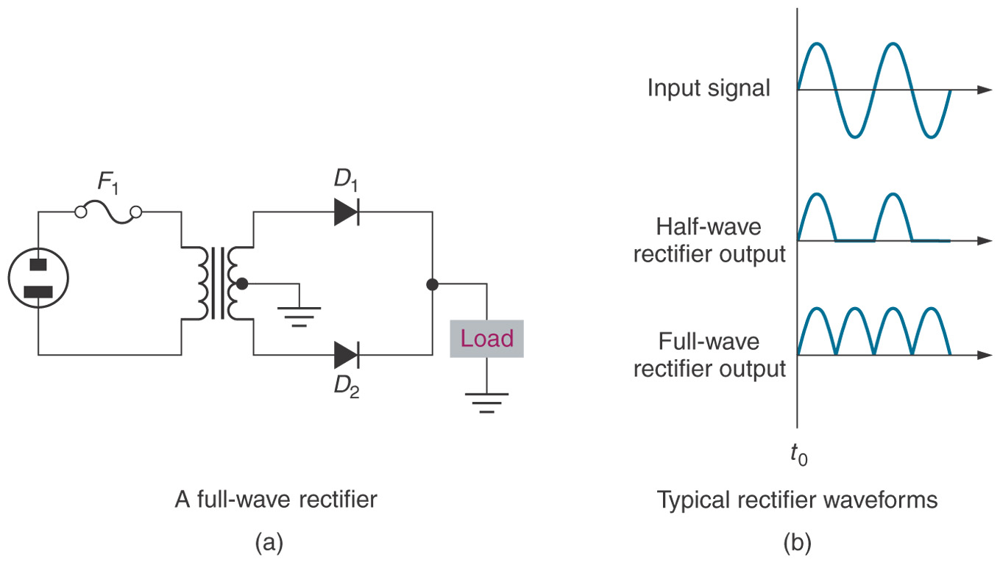 F1
D1
D2
Load
A full-wave rectifier
(a)
Input signal
Half-wave
rectifier output
Full-wave
rectifier output
t0
Typical rectifier waveforms
(b)